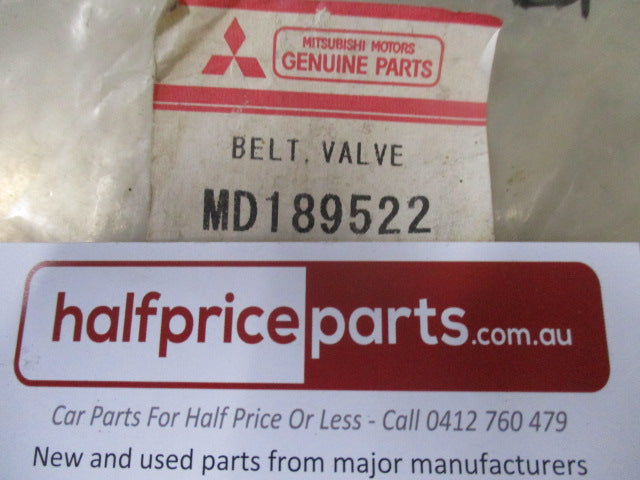 MITSUBISHI MOTORS
GENUINE PARTS
BELT, VALVE
MD189522
halfpriceparts.com.au
Car Parts For Half Price Or Less - Call 0412 760 479
New and used parts from major manufacturers